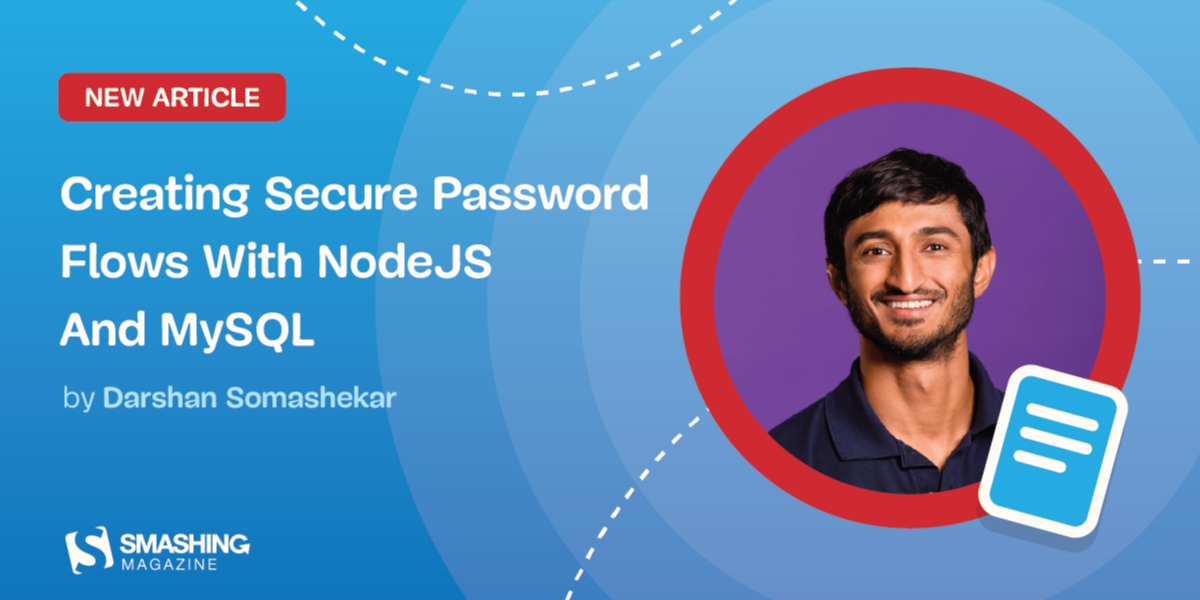 NEW ARTICLE
Creating Secure Password
Flows With NodeJS
And MySQL
by Darshan Somashekar
SMASHING
MAGAZINE